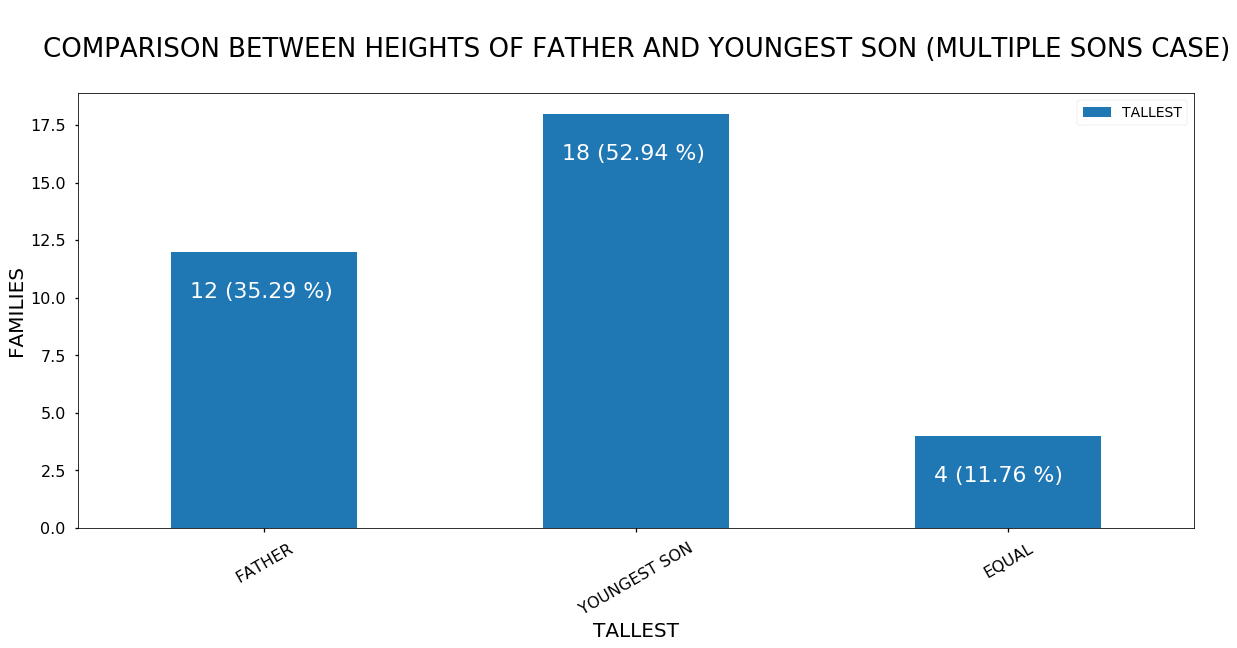 COMPARISON BETWEEN HEIGHTS OF FATHER AND YOUNGEST SON (MULTIPLE SONS CASE)
TALLEST
17.5
15.0
12.5
10.0
7.5
5.0
2.5
0.0
FAMILIES
12 (35.29 %)
18 (52.94 %)
4 (11.76 %)
FATHER
YOUNGEST SON
EQUAL
TALLEST